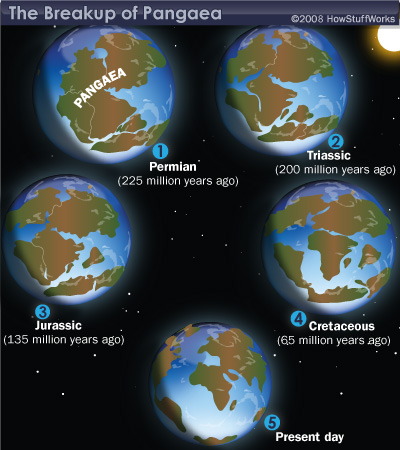 The Breakup of Pangaea
©2008 HowStuffWorks
PANGAEA
1
Permian
(225 million years ago)
2
Triassic
(200 million years ago)
3
Jurassic
(135 million years ago)
4
Cretaceous
(65 million years ago)
5
Present day